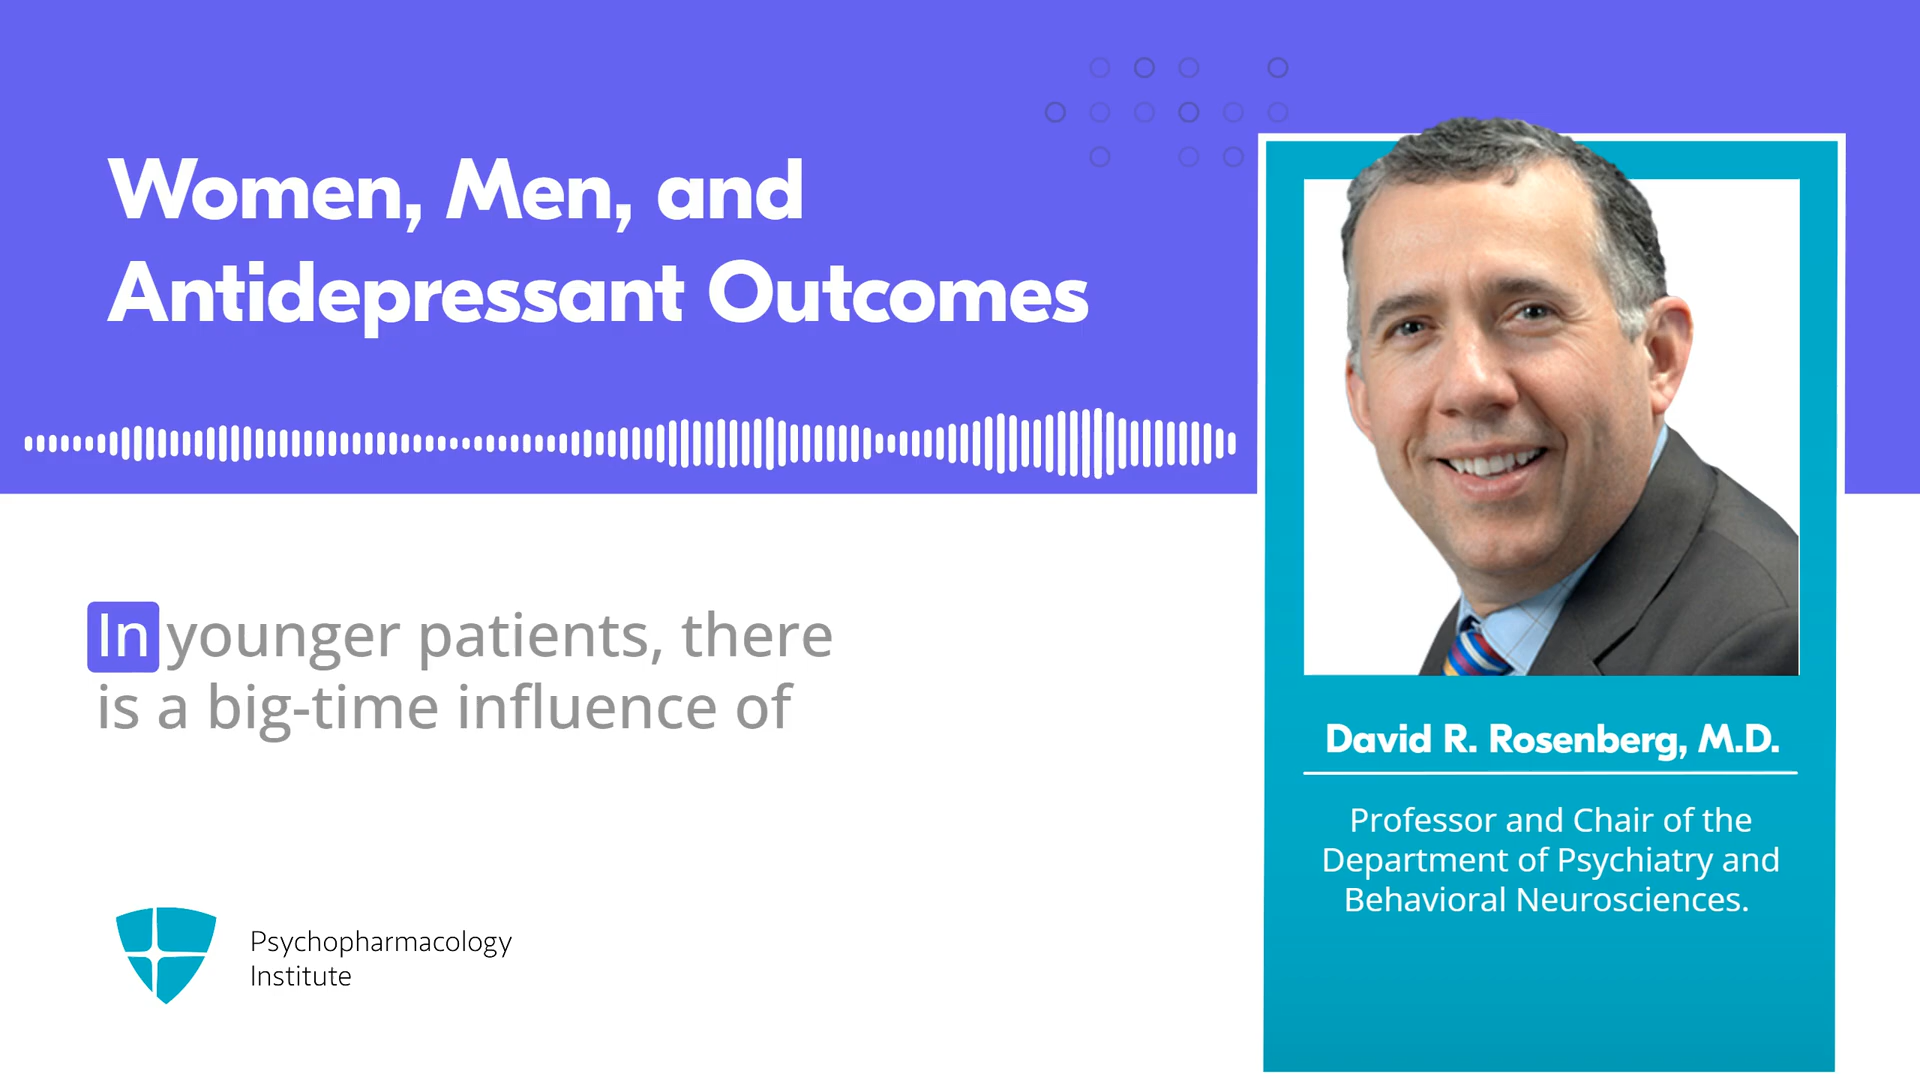 Women, Men, and
Antidepressant Outcomes
In younger patients, there
is a big-time influence of
Psychopharmacology
Institute
David R. Rosenberg, M.D.
Professor and Chair of the
Department of Psychiatry and
Behavioral Neurosciences.